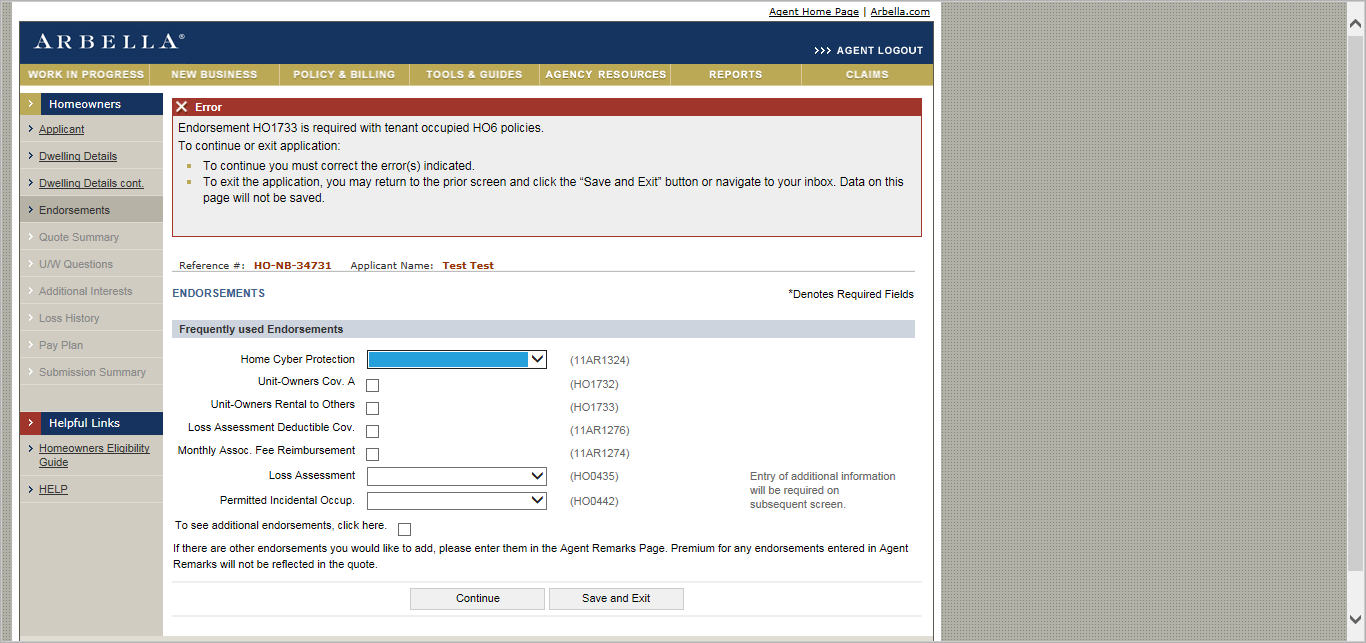 Agent Home Page | Arbella.com
ARBELLA®
>>> AGENT LOGOUT
WORK IN PROGRESS NEW BUSINESS POLICY & BILLING TOOLS & GUIDES AGENCY RESOURCES REPORTS CLAIMS
Homeowners
Applicant
Dwelling Details
Dwelling Details cont.
Endorsements
Quote Summary
U/W Questions
Additional Interests
Loss History
Pay Plan
Submission Summary
Helpful Links
Homeowners Eligibility
Guide
HELP
Error
Endorsement HO1733 is required with tenant occupied HO6 policies.
To continue or exit application:
To continue you must correct the error(s) indicated.
To exit the application, you may return to the prior screen and click the “Save and Exit” button or navigate to your inbox. Data on this
page will not be saved.
Reference #: HO-NB-34731 Applicant Name: Test Test
ENDORSEMENTS
*Denotes Required Fields
Frequently used Endorsements
Home Cyber Protection (11AR1324)
Unit-Owners Cov. A (HO1732)
Unit-Owners Rental to Others (HO1733)
Loss Assessment Deductible Cov. (11AR1276)
Monthly Assoc. Fee Reimbursement (11AR1274)
Loss Assessment (HO0435)
Entry of additional information
will be required on
subsequent screen.
Permitted Incidental Occup. (HO0442)
To see additional endorsements, click here.
If there are other endorsements you would like to add, please enter them in the Agent Remarks Page. Premium for any endorsements entered in Agent
Remarks will not be reflected in the quote.
Continue Save and Exit